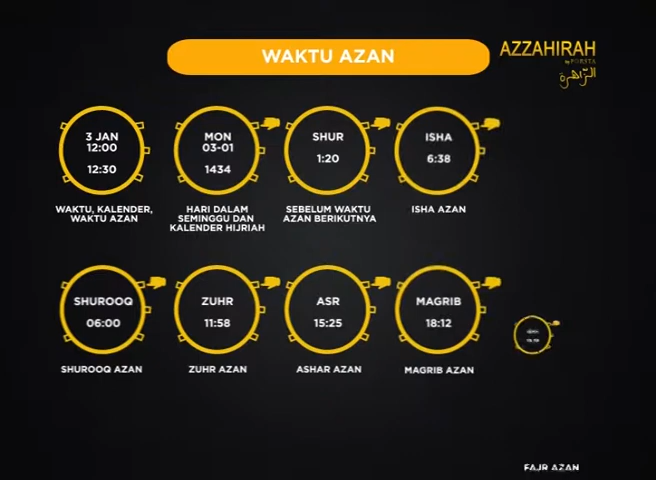 WAKTU AZAN
AZZAHIRAH
by FORSTA
الزاهرة
3 JAN
12:00
12:30
MON
03-01
1434
SHUR
1:20
ISHA
6:38
WAKTU, KALENDER,
WAKTU AZAN
HARI DALAM
SEMINGGU DAN
KALENDER HIJRIAH
SEBELUM WAKTU
AZAN BERIKUTNYA
ISHA AZAN
SHUROOQ
06:00
ZUHR
11:58
ASR
15:25
MAGRIB
18:12
SHUROOQ AZAN
ZUHR AZAN
ASHAR AZAN
MAGRIB AZAN
FAJR AZAN